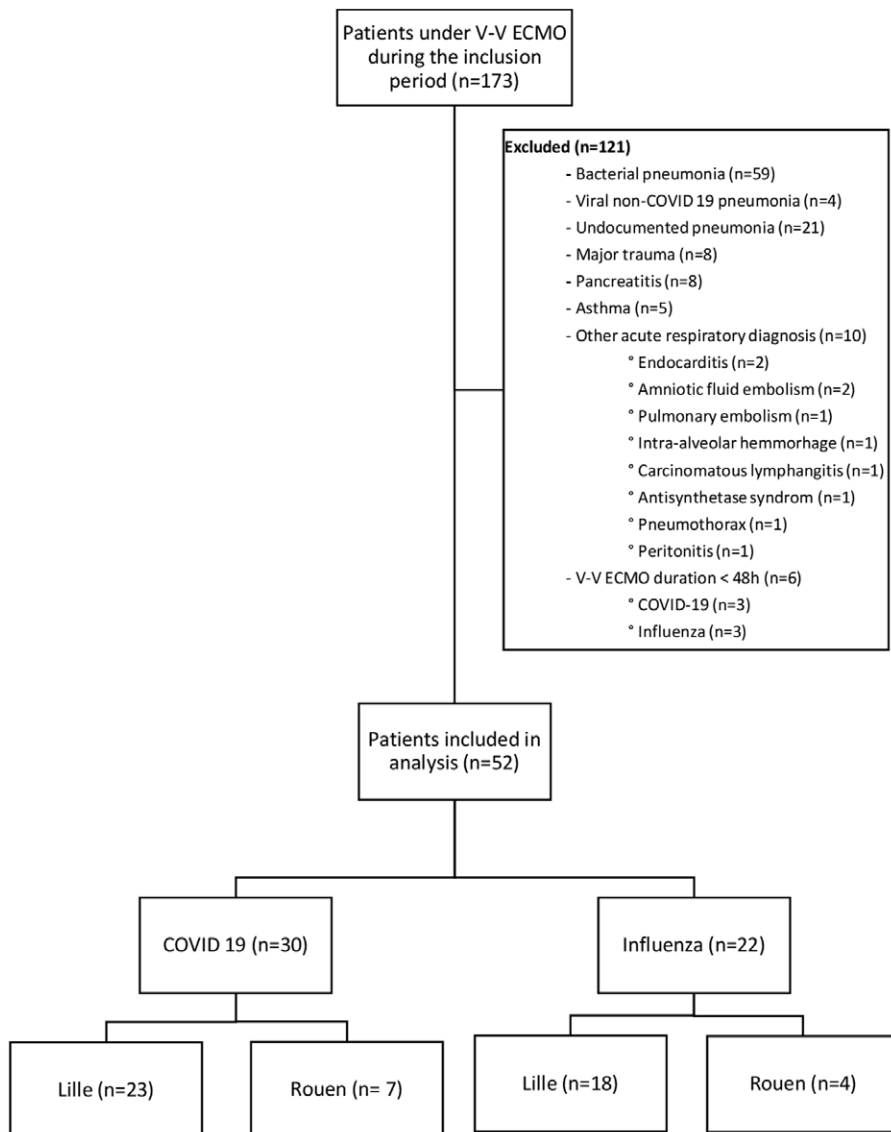 Patients under V-V ECMO
during the inclusion
period (n=173)
Excluded (n=121)
- Bacterial pneumonia (n=59)
- Viral non-COVID 19 pneumonia (n=4)
- Undocumented pneumonia (n=21)
- Major trauma (n=8)
- Pancreatitis (n=8)
- Asthma (n=5)
- Other acute respiratory diagnosis (n=10)
° Endocarditis (n=2)
° Amniotic fluid embolism (n=2)
° Pulmonary embolism (n=1)
° Intra-alveolar hemmorhage (n=1)
° Carcinomatous lymphangitis (n=1)
° Antisynthetase syndrom (n=1)
° Pneumothorax (n=1)
° Peritonitis (n=1)
- V-V ECMO duration < 48h (n=6)
° COVID-19 (n=3)
° Influenza (n=3)
Patients included in
analysis (n=52)
COVID 19 (n=30)
Influenza (n=22)
Lille (n=23)
Rouen (n= 7)
Lille (n=18)
Rouen (n=4)